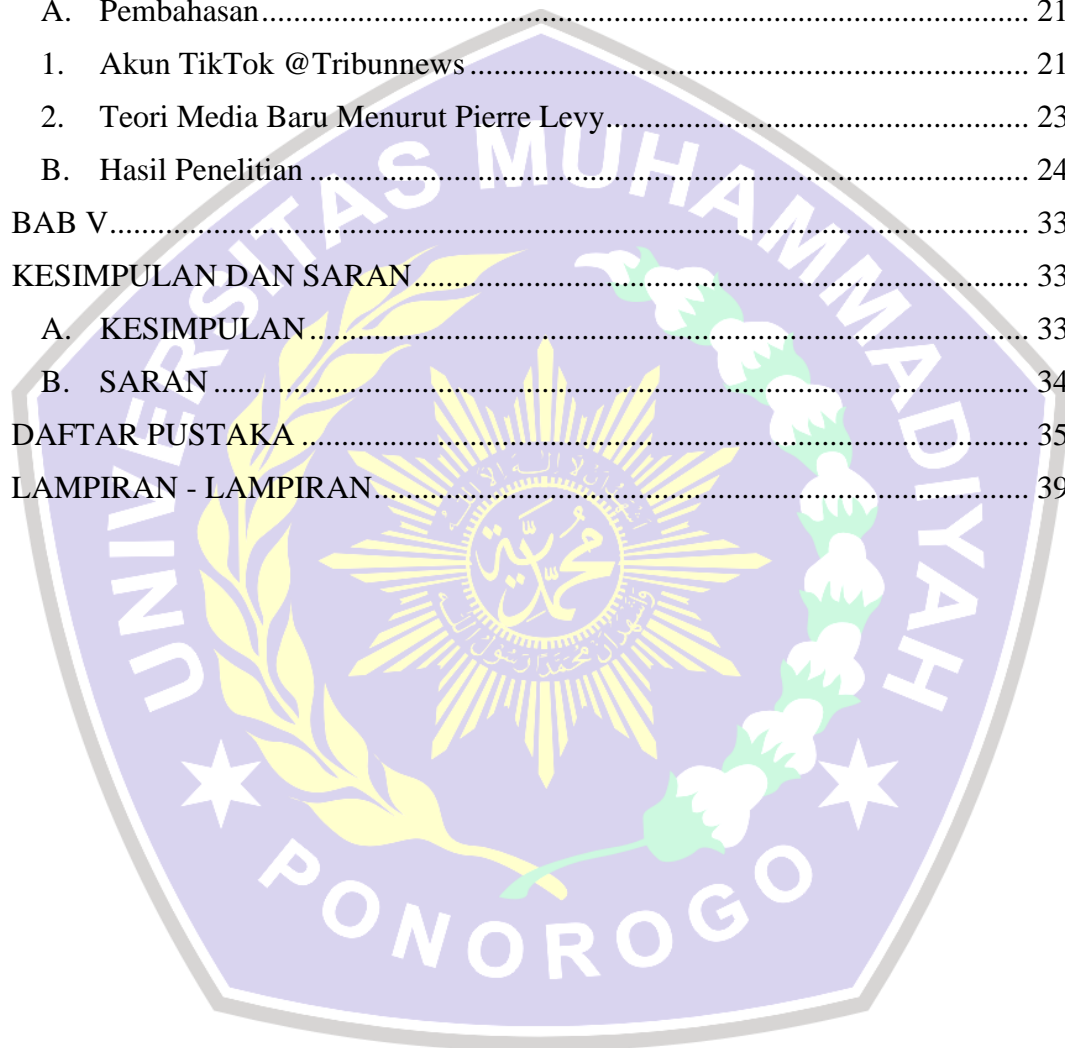 A. Pembahasan.......... 21
1. Akun TikTok @Tribunnews.......... 21
2. Teori Media Baru Menurut Pierre Levy.......... 23
B. Hasil Penelitian.......... 24
BAB V.......... 33
KESIMPULAN DAN SARAN.......... 33
A. KESIMPULAN.......... 33
B. SARAN.......... 34
DAFTAR PUSTAKA.......... 35
LAMPIRAN - LAMPIRAN.......... 39
UNIVERSITAS MUHAMMADIYAH
PONOROGO
محمدية